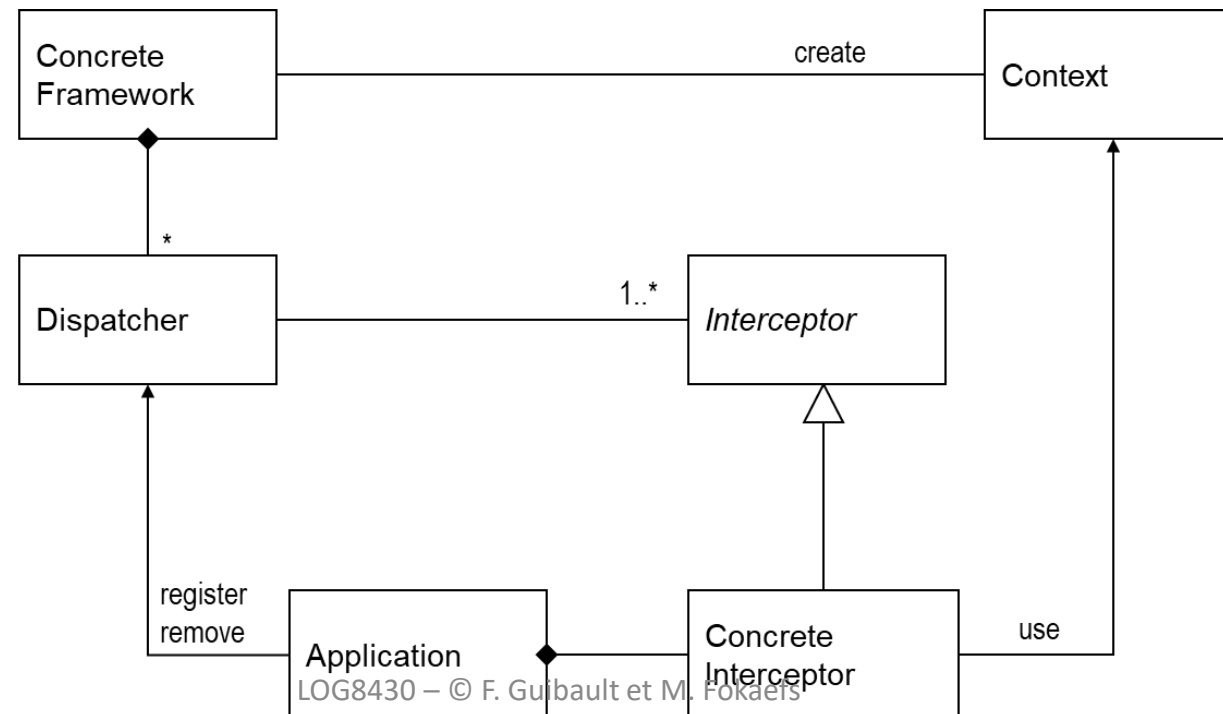 Concrete
Framework
create
Context
*
Dispatcher
1..*
Interceptor
register
remove
Application
Concrete
Interceptor
use
LOG8430 – © F. Guibault et M. Fokaefs